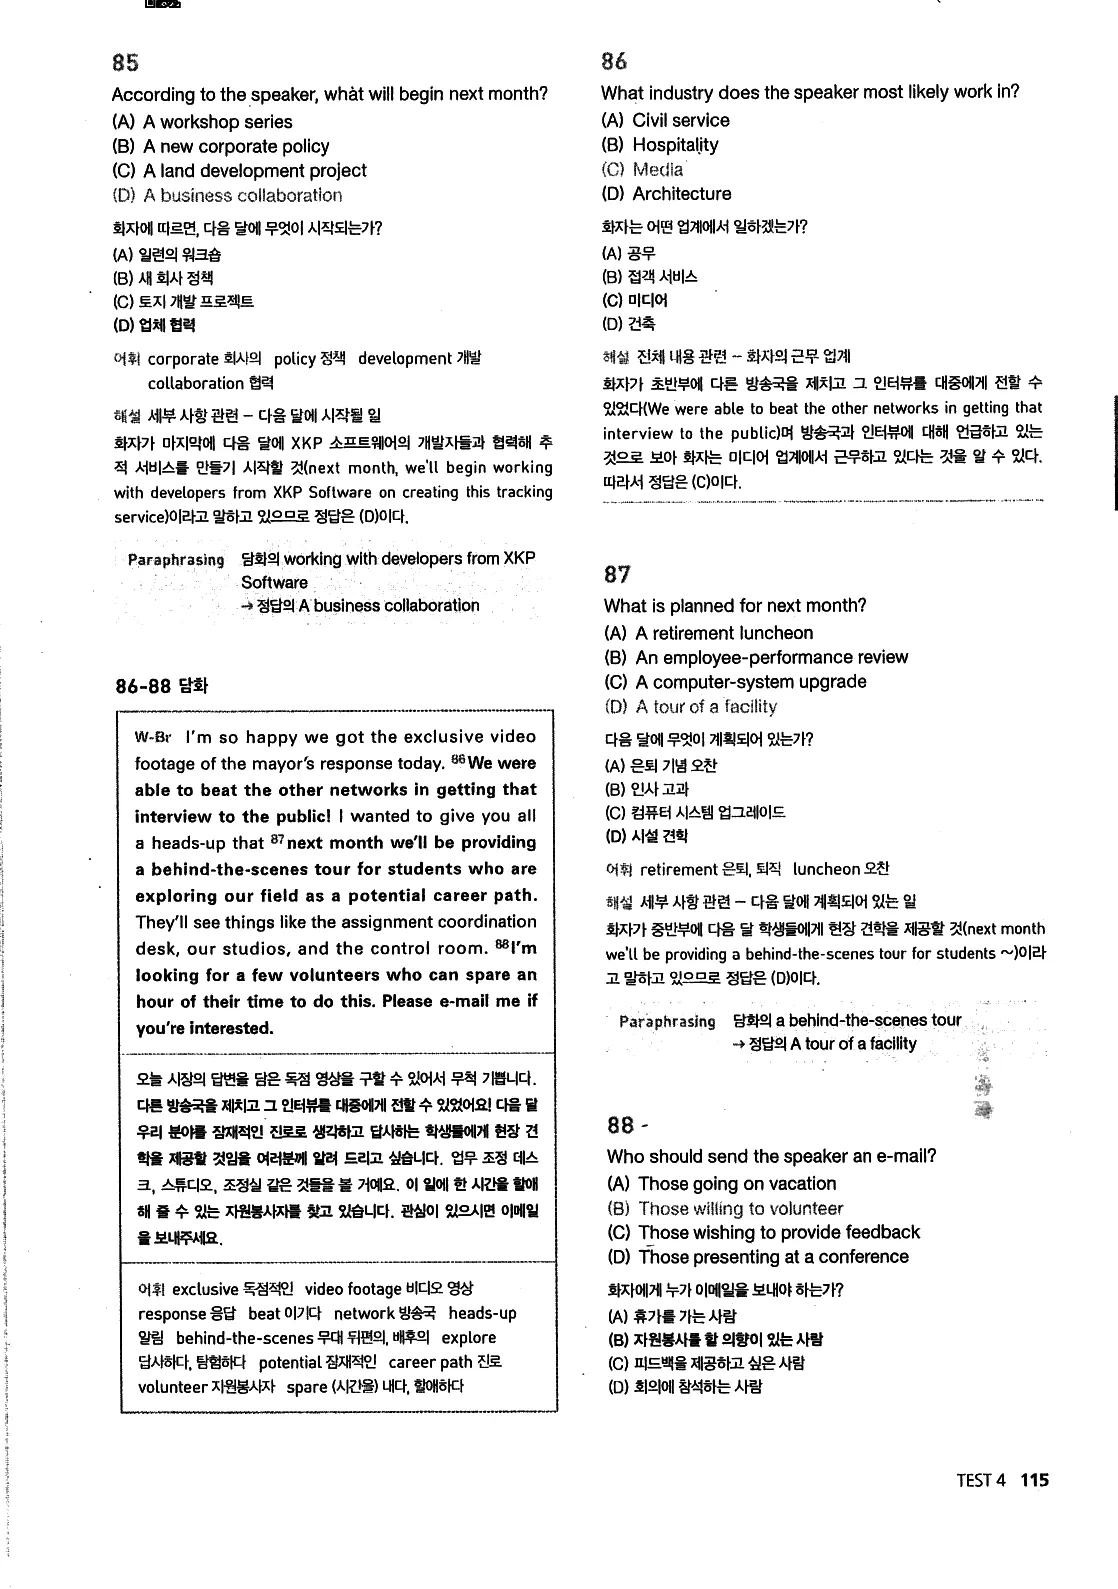 85
According to the speaker, what will begin next month?
(A) A workshop series
(B) A new corporate policy
(C) A land development project
(D) A business collaboration
화자에 따르면, 다음 달에 무엇이 시작되는가?
(A) 일련의 워크숍
(B) 새 회사 정책
(C) 토지 개발 프로젝트
(D) 업체 협력
어휘 corporate 회사의 policy 정책 development 개발
collaboration 협력
해설 세부 사항 관련 – 다음 달에 시작될 일
화자가 마지막에 다음 달에 XKP 소프트웨어의 개발자들과 협력해 추
적 서비스를 만들기 시작할 것(next month, we'll begin working
with developers from XKP Software on creating this tracking
service)이라고 말하고 있으므로 정답은 (D)이다.
Paraphrasing 담화의 working with developers from XKP
Software
→ 정답의 A business collaboration
86-88 담화
W-Br I'm so happy we got the exclusive video
footage of the mayor's response today. 86We were
able to beat the other networks in getting that
interview to the public! I wanted to give you all
a heads-up that 87next month we'll be providing
a behind-the-scenes tour for students who are
exploring our field as a potential career path.
They'll see things like the assignment coordination
desk, our studios, and the control room. 88I'm
looking for a few volunteers who can spare an
hour of their time to do this. Please e-mail me if
you're interested.
오늘 시장의 답변을 담은 독점 영상을 구할 수 있어서 무척 기쁩니다.
다른 방송국을 제치고 그 인터뷰를 대중에게 전할 수 있었어요! 다음 달
우리 분야를 잠재적인 진로로 생각하고 답사하는 학생들에게 현장 견
학을 제공할 것임을 여러분께 알려 드리고 싶습니다. 업무 조정 데스
크, 스튜디오, 조정실 같은 것들을 볼 거예요. 이 일에 한 시간을 할애
해 줄 수 있는 자원봉사자를 찾고 있습니다. 관심이 있으시면 이메일
을 보내주세요.
어휘 exclusive 독점적인 video footage 비디오 영상
response 응답 beat 이기다 network 방송국 heads-up
알림 behind-the-scenes 무대 뒤편의, 배후의 explore
답사하다, 탐험하다 potential 잠재적인 career path 진로
volunteer 자원봉사자 spare (시간을) 내다, 할애하다
86
What industry does the speaker most likely work in?
(A) Civil service
(B) Hospitality
(C) Media
(D) Architecture
화자는 어떤 업계에서 일하겠는가?
(A) 공무
(B) 접객 서비스
(C) 미디어
(D) 건축
해설 전체 내용 관련 – 화자의 근무 업계
화자가 초반부에 다른 방송국을 제치고 그 인터뷰를 대중에게 전할 수
있었다(We were able to beat the other networks in getting that
interview to the public)며 방송국과 인터뷰에 대해 언급하고 있는
것으로 보아 화자는 미디어 업계에서 근무하고 있다는 것을 알 수 있다.
따라서 정답은 (C)이다.
87
What is planned for next month?
(A) A retirement luncheon
(B) An employee-performance review
(C) A computer-system upgrade
(D) A tour of a facility
다음 달에 무엇이 계획되어 있는가?
(A) 은퇴 기념 오찬
(B) 인사 고과
(C) 컴퓨터 시스템 업그레이드
(D) 시설 견학
어휘 retirement 은퇴, 퇴직 luncheon 오찬
해설 세부 사항 관련 – 다음 달에 계획되어 있는 일
화자가 중반부에 다음 달 학생들에게 현장 견학을 제공할 것(next month
we'll be providing a behind-the-scenes tour for students ~)이라
고 말하고 있으므로 정답은 (D)이다.
Paraphrasing 담화의 a behind-the-scenes tour
→ 정답의 A tour of a facility
88
Who should send the speaker an e-mail?
(A) Those going on vacation
(B) Those willing to volunteer
(C) Those wishing to provide feedback
(D) Those presenting at a conference
화자에게 누가 이메일을 보내야 하는가?
(A) 휴가를 가는 사람
(B) 자원봉사를 할 의향이 있는 사람
(C) 피드백을 제공하고 싶은 사람
(D) 회의에 참석하는 사람
TEST 4 115